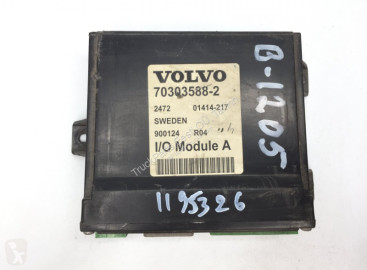 VOLVO
70303588-2
2472 01414-217
SWEDEN
900124 R04
I/O Module A
B-1205
1195326